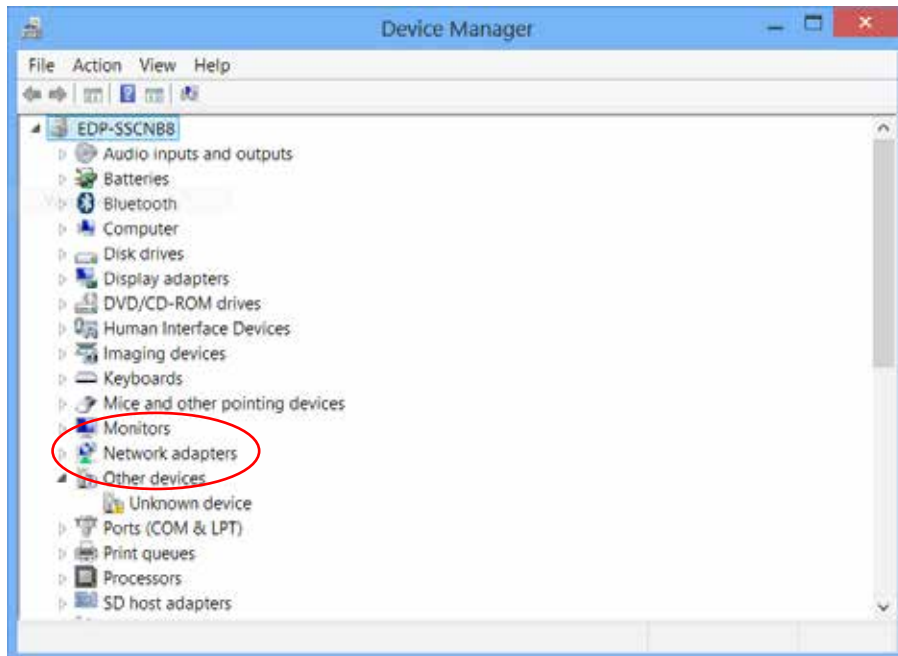 Device Manager
File Action View Help
EDP-SSCNB8
Audio inputs and outputs
Batteries
Bluetooth
Computer
Disk drives
Display adapters
DVD/CD-ROM drives
Human Interface Devices
Imaging devices
Keyboards
Mice and other pointing devices
Monitors
Network adapters
Other devices
Unknown device
Ports (COM & LPT)
Print queues
Processors
SD host adapters